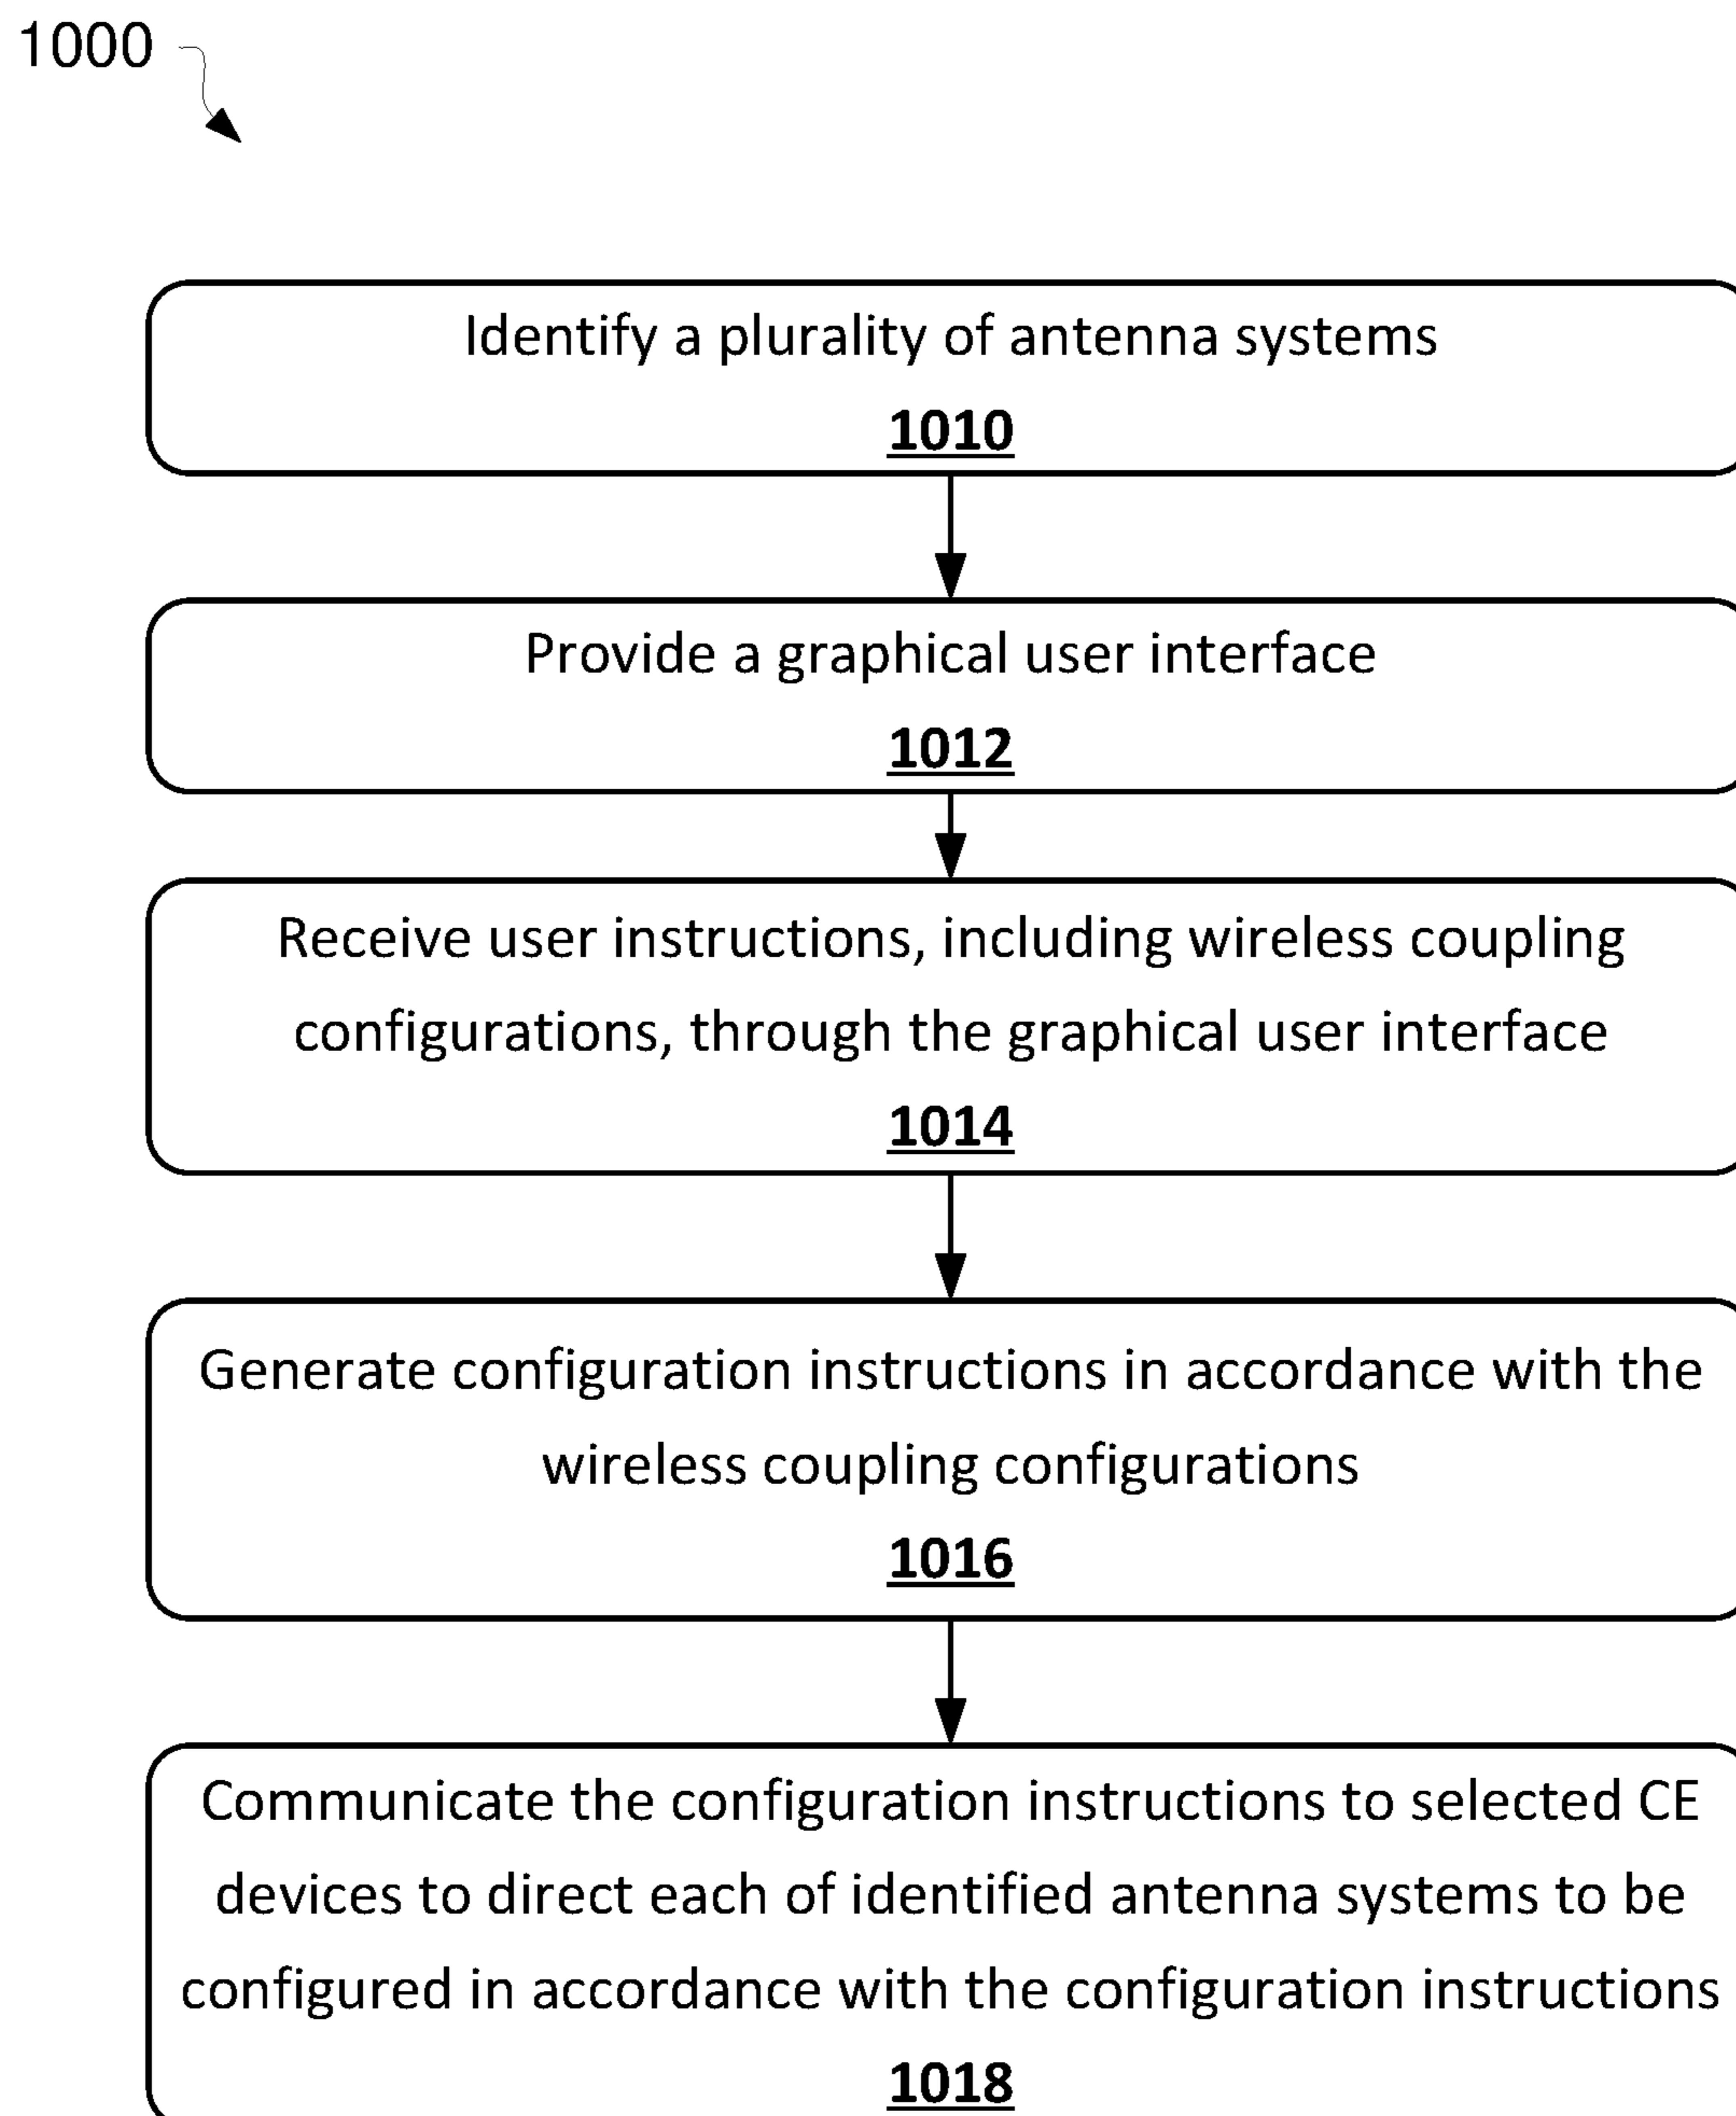 1000
Identify a plurality of antenna systems
1010
Provide a graphical user interface
1012
Receive user instructions, including wireless coupling
configurations, through the graphical user interface
1014
Generate configuration instructions in accordance with the
wireless coupling configurations
1016
Communicate the configuration instructions to selected CE
devices to direct each of identified antenna systems to be
configured in accordance with the configuration instructions
1018